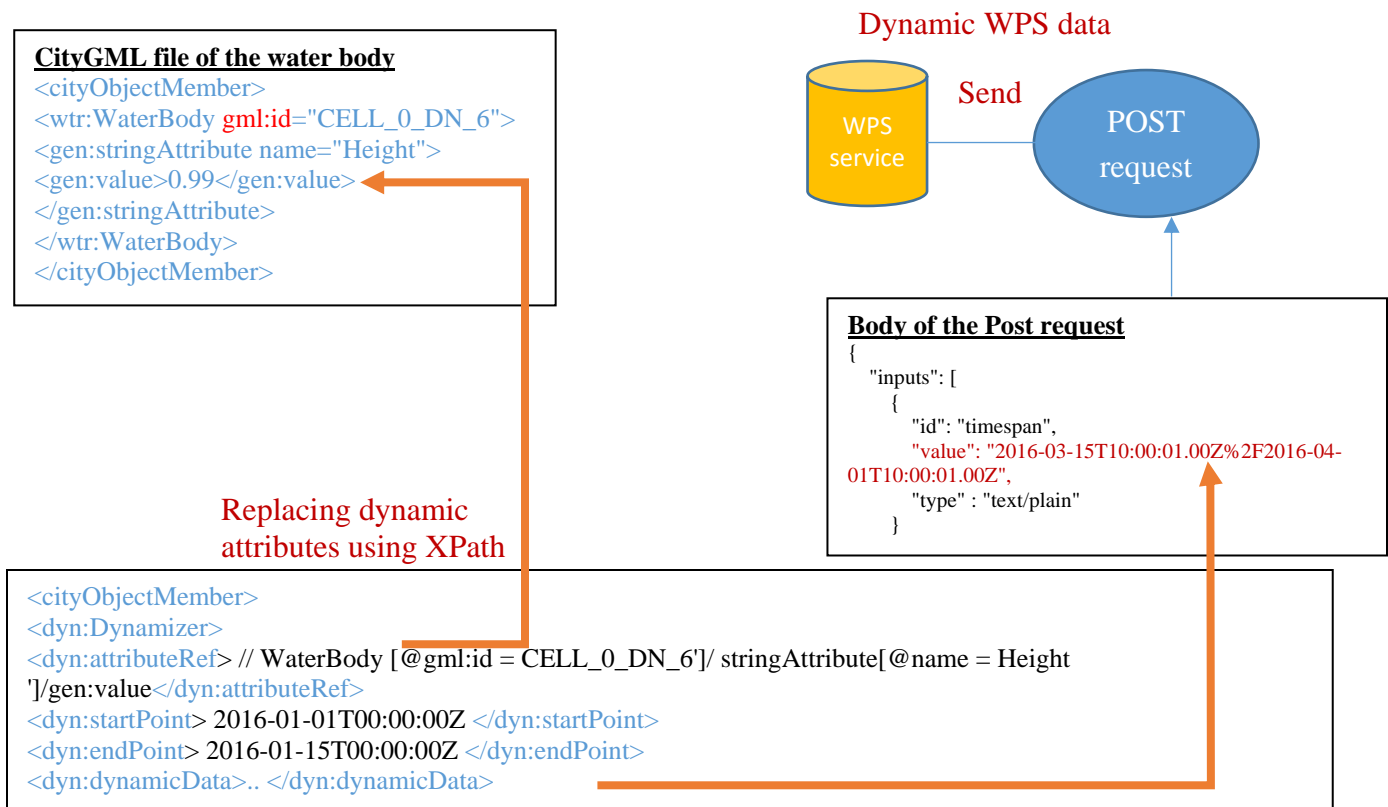 Dynamic WPS data
CityGML file of the water body
<cityObjectMember>
<wtr:WaterBody gml:id="CELL_0_DN_6">
<gen:stringAttribute name="Height">
<gen:value>0.99</gen:value>
</gen:stringAttribute>
</wtr:WaterBody>
</cityObjectMember>
WPS
service
Send
POST
request
Body of the Post request
{
"inputs": [
{
"id": "timespan",
"value": "2016-03-15T10:00:01.00Z%2F2016-04-
01T10:00:01.00Z",
"type" : "text/plain"
}
Replacing dynamic
attributes using XPath
<cityObjectMember>
<dyn:Dynamizer>
<dyn:attributeRef> // WaterBody [@gml:id = CELL_0_DN_6']/ stringAttribute[@name = Height
']/gen:value</dyn:attributeRef>
<dyn:startPoint> 2016-01-01T00:00:00Z </dyn:startPoint>
<dyn:endPoint> 2016-01-15T00:00:00Z </dyn:endPoint>
<dyn:dynamicData>.. </dyn:dynamicData>